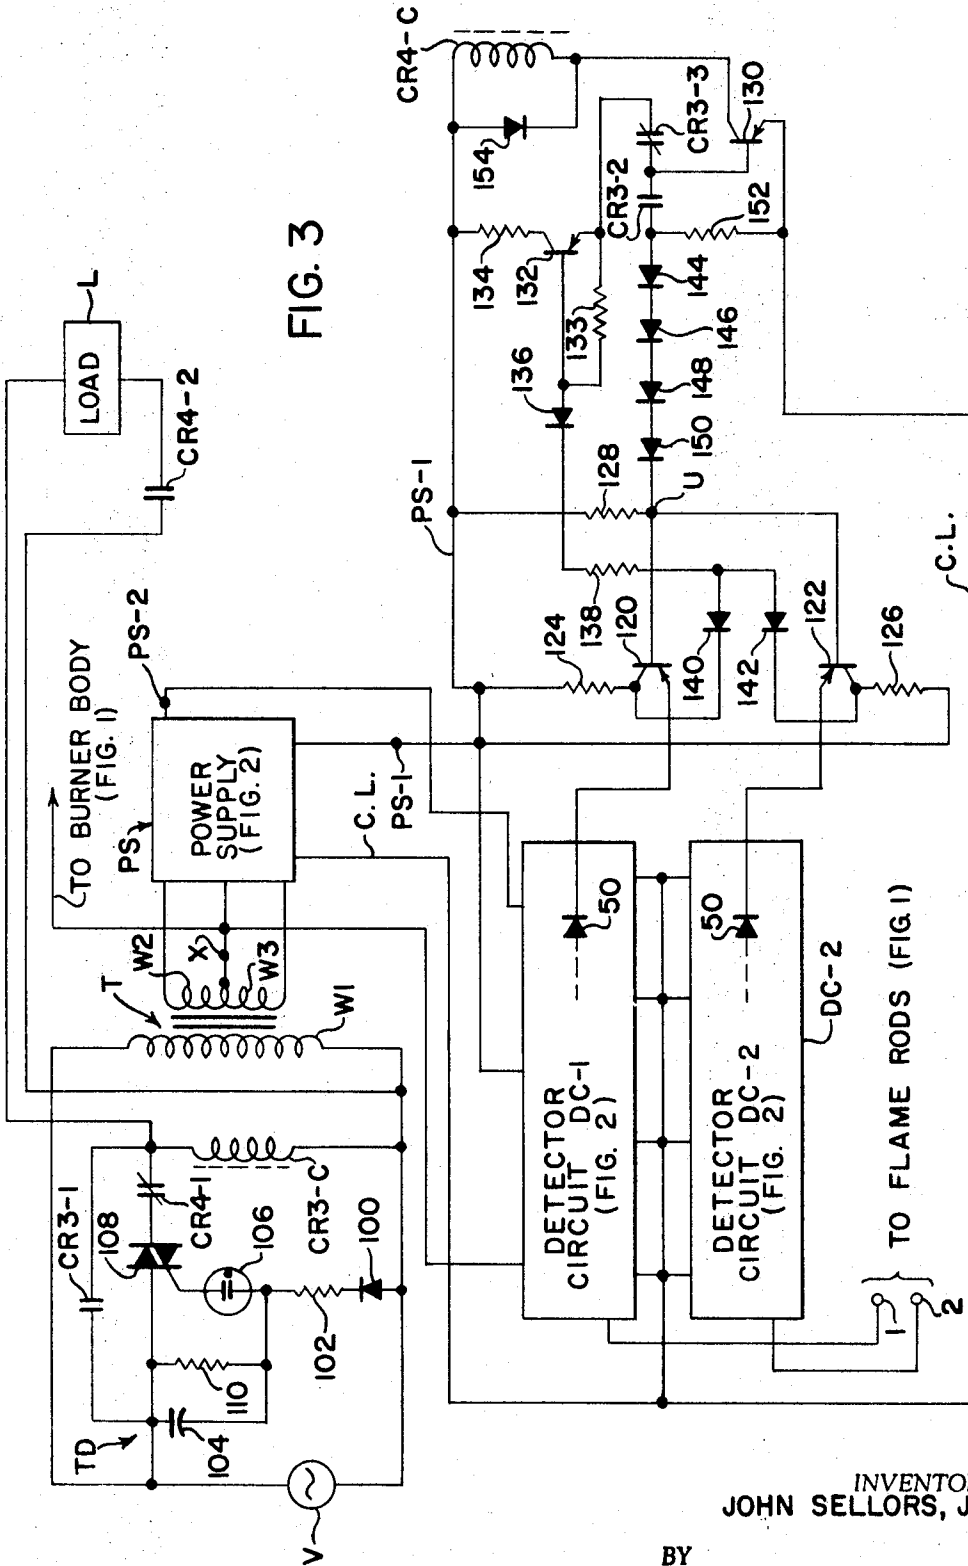 FIG. 3
L
LOAD
CR4-2
TO BURNER BODY
(FIG. 1)
PS-2
PS
POWER
SUPPLY
(FIG. 2)
C.L.
PS-1
T
W2
X
W3
W1
CR3-1
108
CR4-1
106
CR3-C
100
102
110
104
TD
V
CR4-C
154
134
132
133
136
CR3-2
CR3-3
130
152
144
146
148
150
128
U
PS-1
124
138
120
140
142
122
126
C.L.
50
DETECTOR
CIRCUIT DC-1
(FIG. 2)
50
DETECTOR
CIRCUIT DC-2
(FIG. 2)
DC-2
1
2
TO FLAME RODS (FIG.1)
INVENTO
JOHN SELLORS, J
BY